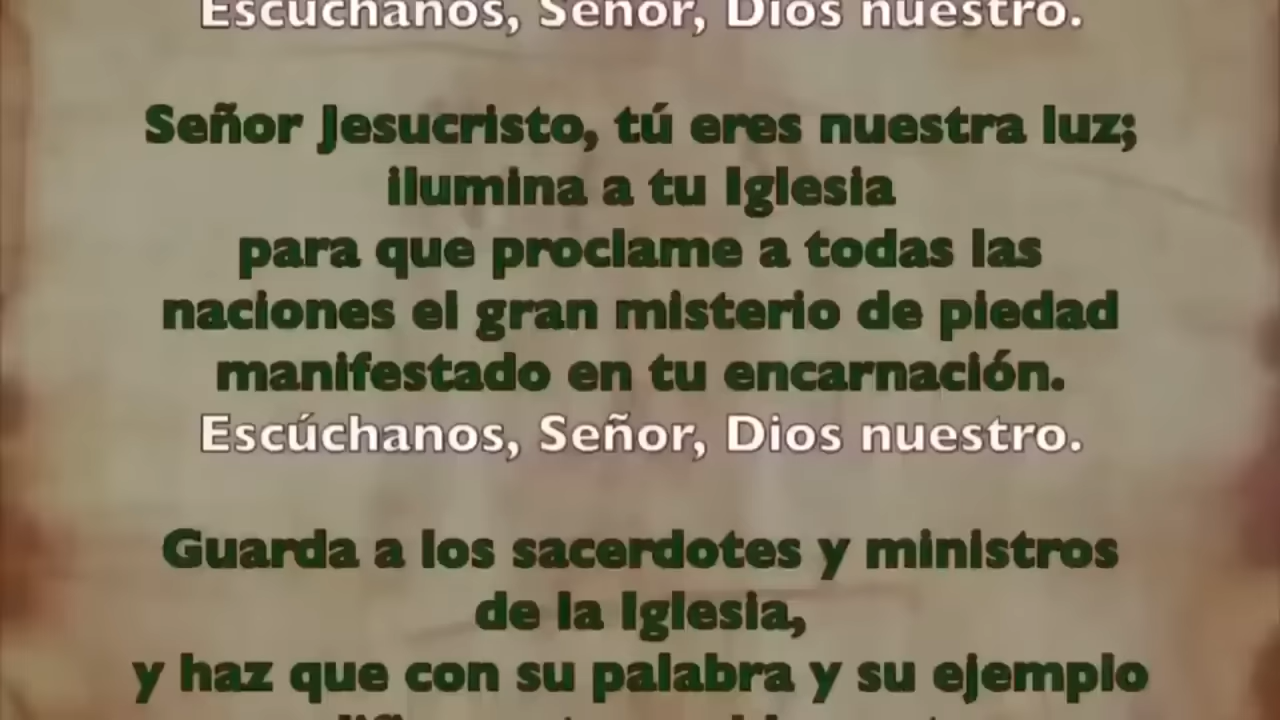 Escúchanos, Señor, Dios nuestro.
Señor Jesucristo, tú eres nuestra luz;
ilumina a tu Iglesia
para que proclame a todas las
naciones el gran misterio de piedad
manifestado en tu encarnación.
Escúchanos, Señor, Dios nuestro.
Guarda a los sacerdotes y ministros
de la Iglesia,
y haz que con su palabra y su ejemplo